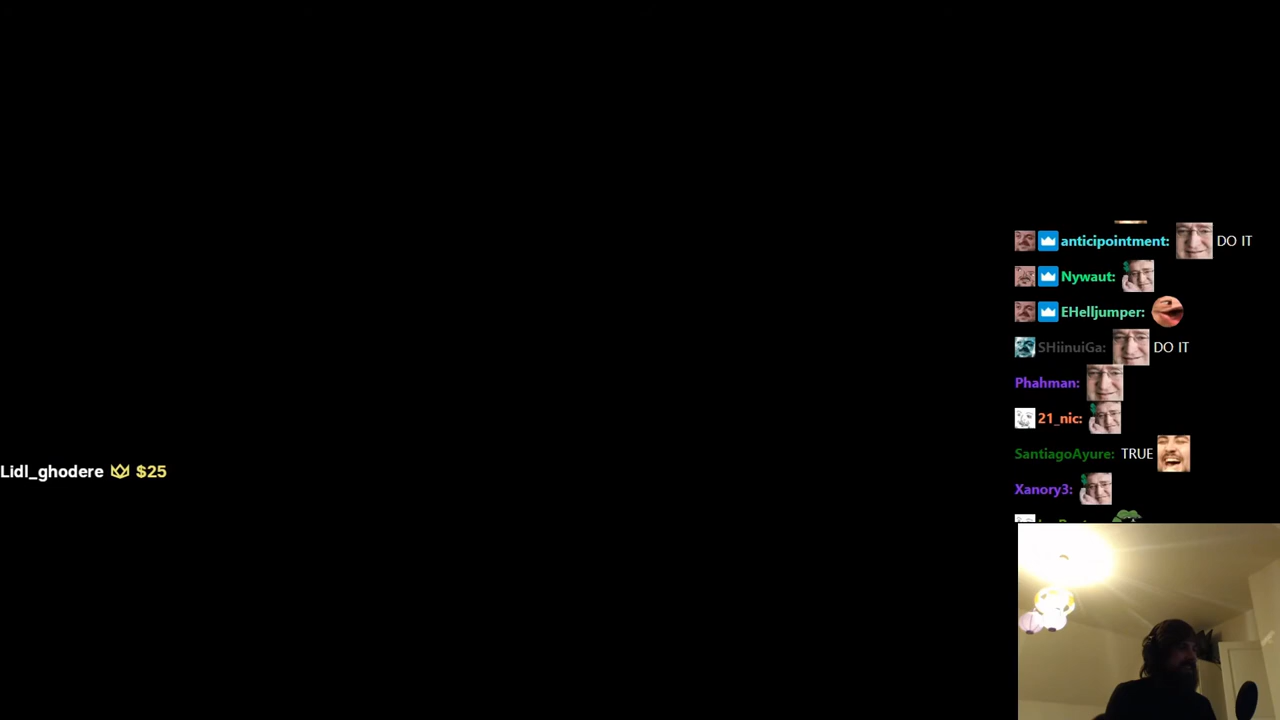 anticipointment: DO IT
Nywaut:
EHelljumper:
SHiinuiGa: DO IT
Phahman:
21_nic:
SantiagoAyure: TRUE
Xanory3:
Lidl_ghodere $25